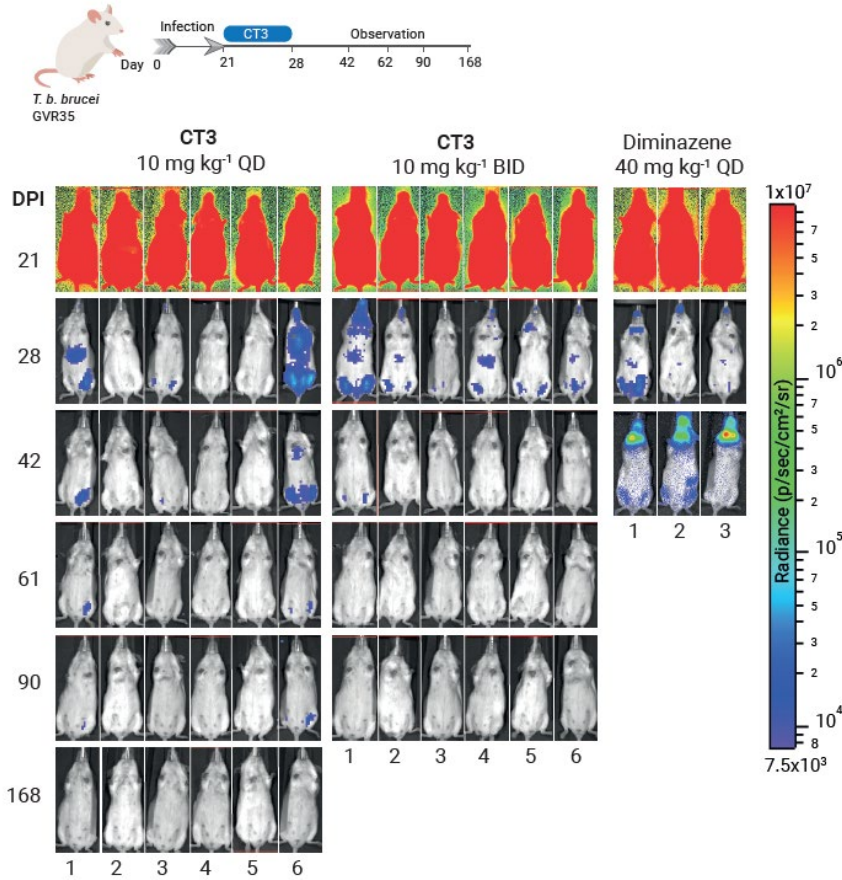 Infection
CT3
Observation
Day
0
21
28
42
62
90
168
T. b. brucei
GVR35
CT3
10 mg kg⁻¹ QD
CT3
10 mg kg⁻¹ BID
Diminazene
40 mg kg⁻¹ QD
DPI
21
28
42
1 2 3
61
90
1 2 3 4 5 6
168
1 2 3 4 5 6
1x10⁷
7
5
4
3
2
10⁶
7
5
4
3
2
10⁵
7
5
4
3
2
10⁴
8
7.5x10³
Radiance (p/sec/cm²/sr)